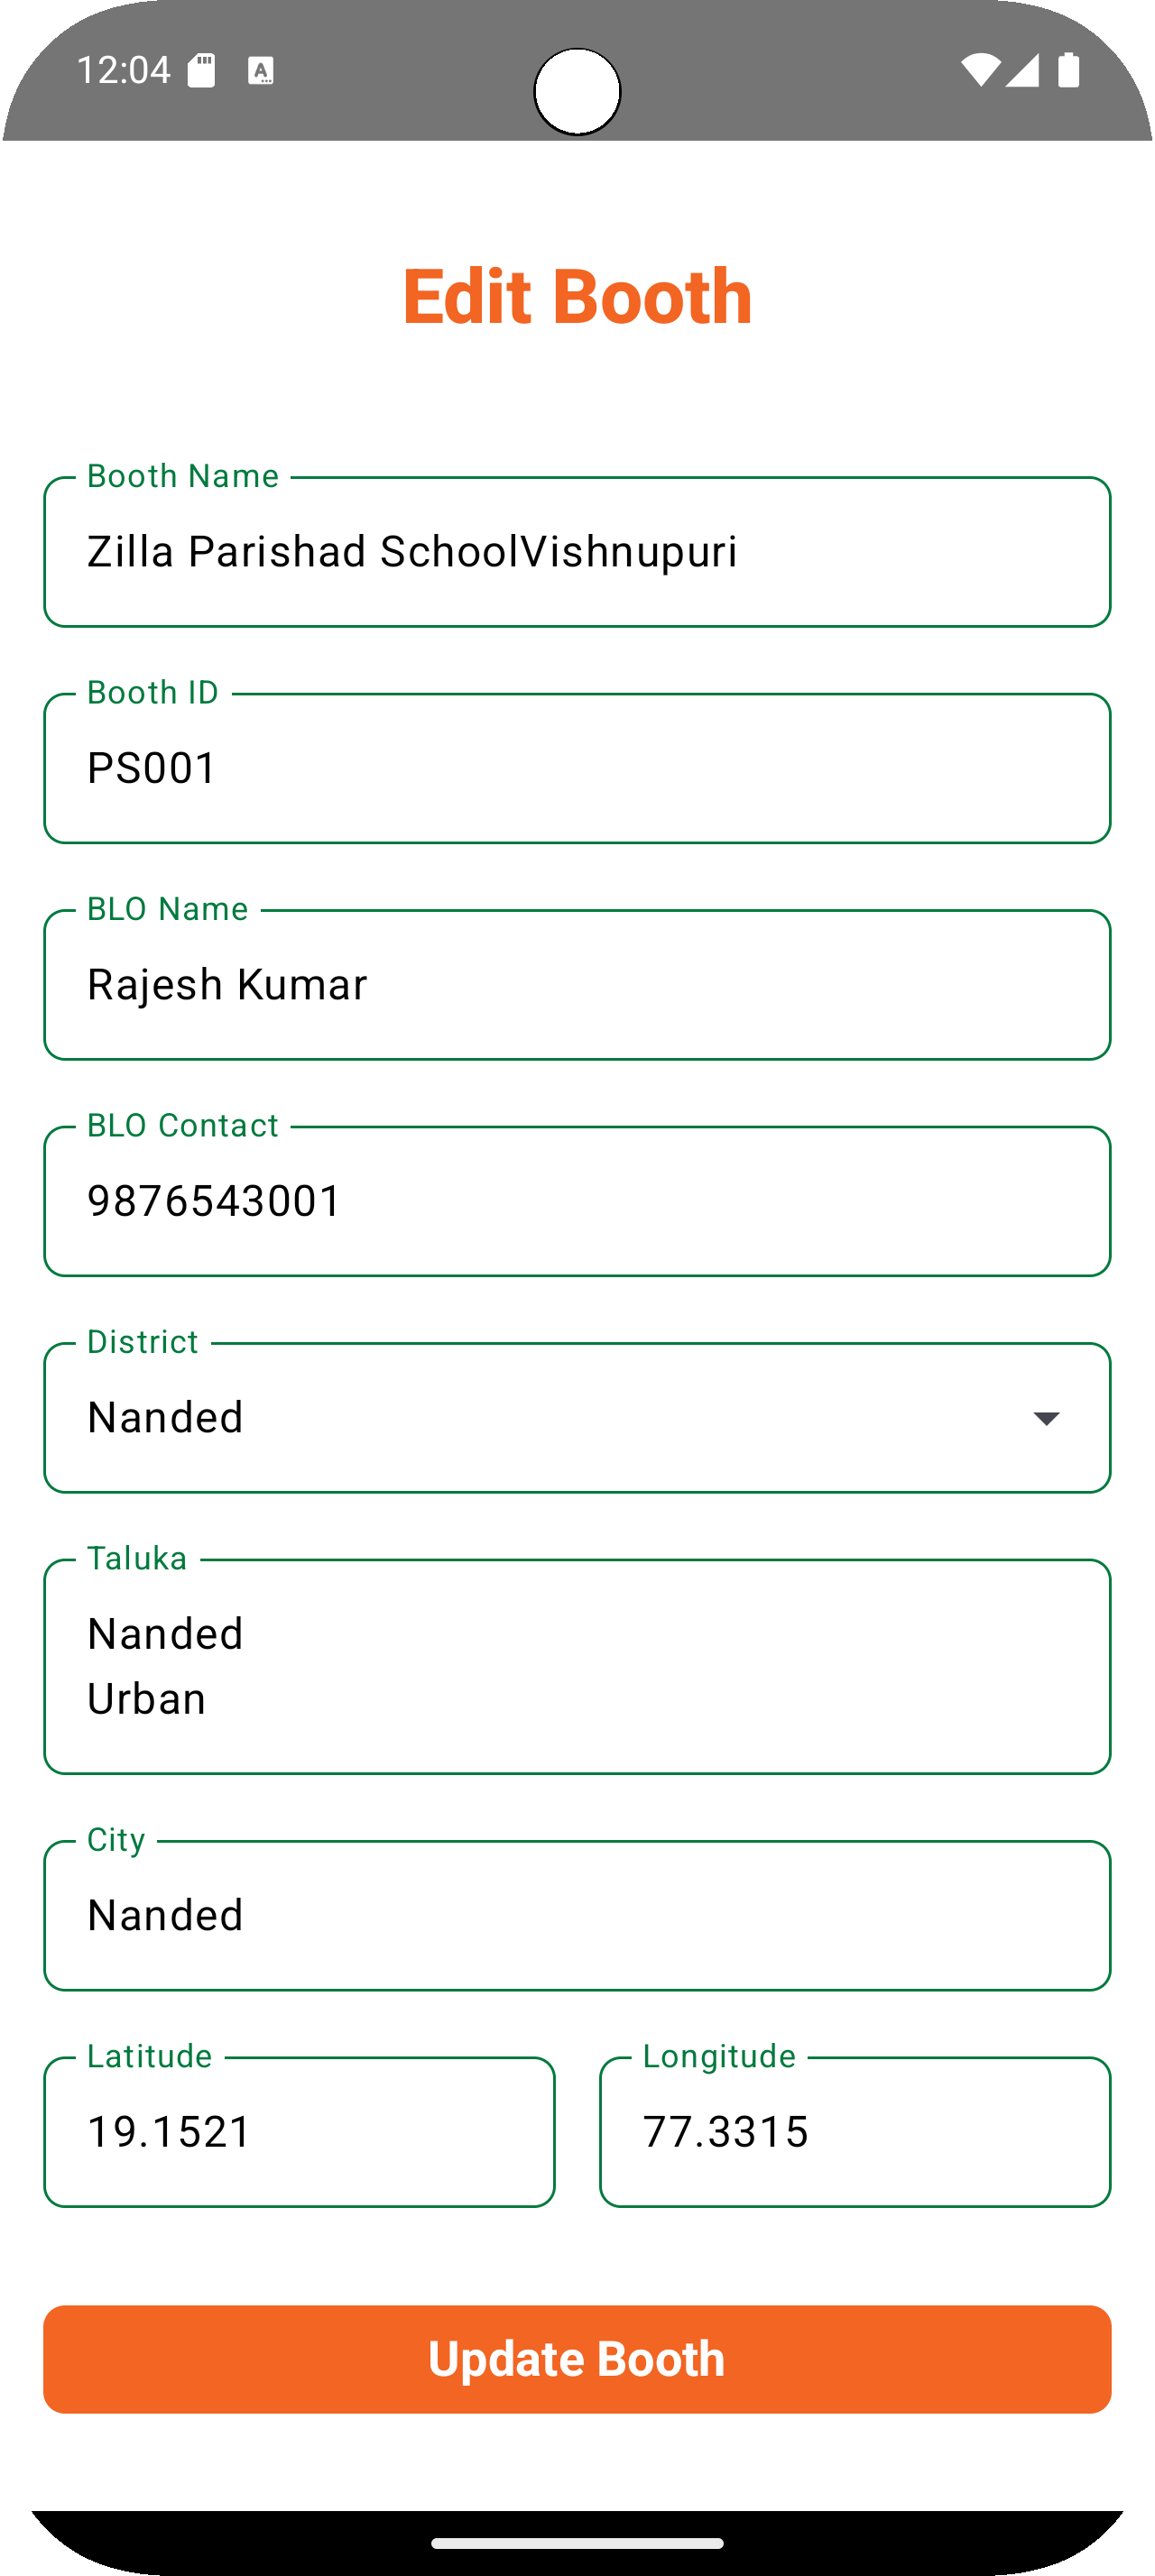 12:04
Edit Booth
Booth Name
Zilla Parishad SchoolVishnupuri
Booth ID
PS001
BLO Name
Rajesh Kumar
BLO Contact
9876543001
District
Nanded
Taluka
Nanded
Urban
City
Nanded
Latitude
19.1521
Longitude
77.3315
Update Booth